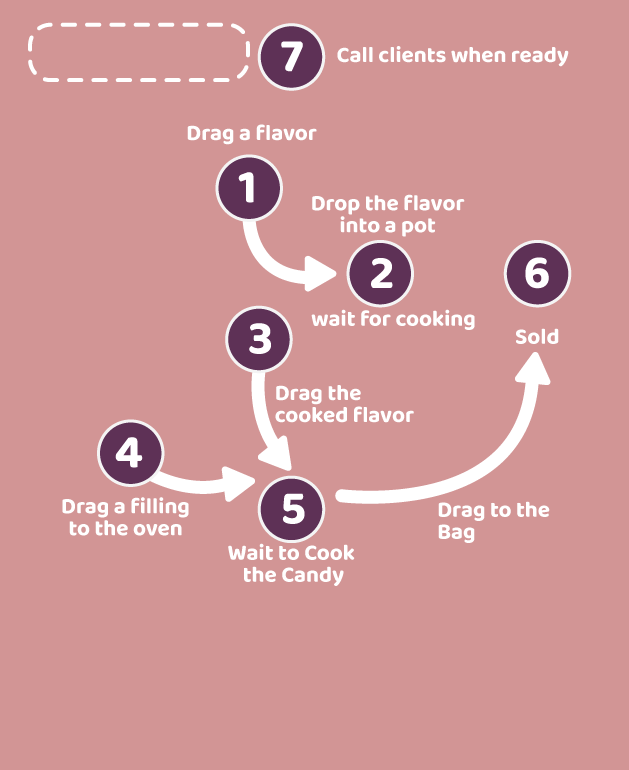 7
Call clients when ready
Drag a flavor
1
Drop the flavor
into a pot
2
wait for cooking
6
Sold
3
Drag the
cooked flavor
4
Drag a filling
to the oven
5
Wait to Cook
the Candy
Drag to the
Bag